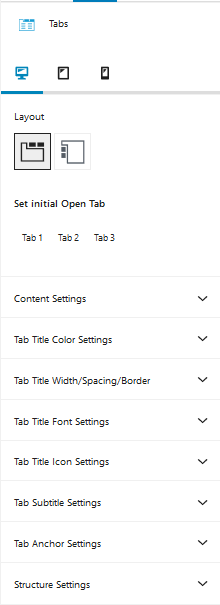 Tabs
Layout
Set initial Open Tab
Tab 1 Tab 2 Tab 3
Content Settings
Tab Title Color Settings
Tab Title Width/Spacing/Border
Tab Title Font Settings
Tab Title Icon Settings
Tab Subtitle Settings
Tab Anchor Settings
Structure Settings